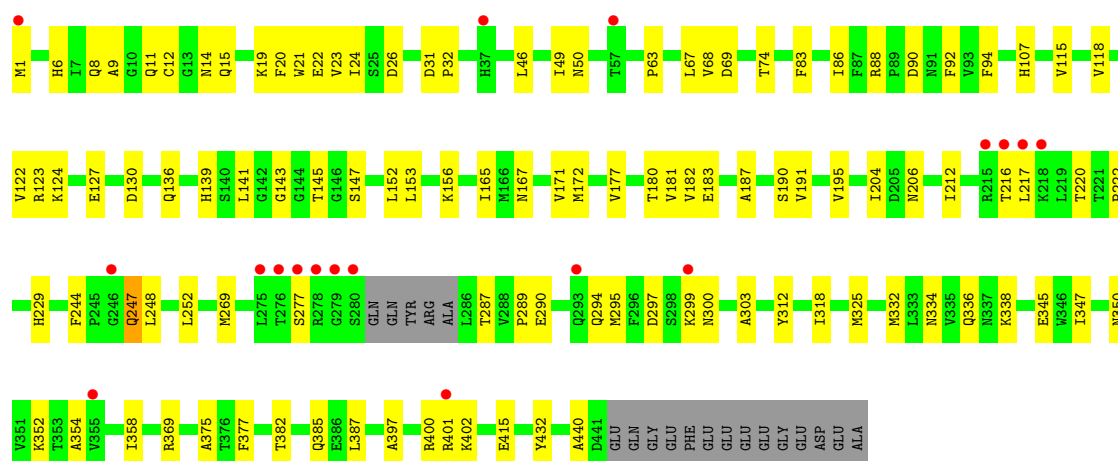 M1 H6 I7 Q8 A9 G10 Q11 C12 G13 N14 Q15 K19 F20 W21 E22 V23 I24 S25 D26 D31 P32 H37 L46 I49 N50 T57 P63 L67 V68 D69 T74 F83 I86 F87 R88 P89 D90 N91 F92 V93 F94 H107 V115 V118
V122 R123 K124 E127 D130 Q136 H139 S140 L141 G142 G143 G144 T145 G146 S147 L152 L153 K156 I165 M166 N167 V171 M172 V177 T180 V181 V182 E183 A187 S190 V191 V195 I204 D205 N206 I212 R215 T216 L217 K218 L219 T220 T221
H229 F244 P245 G246 Q247 L248 L252 M269 L275 T276 S277 R278 G279 S280 GLN GLN TYR ARG ALA L286 T287 V288 P289 E290 Q293 Q294 M295 F296 D297 S298 K299 N300 A303 Y312 I318 M325 M332 L333 N334 V335 Q336 N337 K338 E345 W346 I347 N350
V351 K352 T353 A354 V355 I358 R369 A375 T376 F377 T382 Q385 E386 L387 A397 R400 R401 K402 E415 Y432 A440 D441 GLU GLN GLY GLU PHE GLU GLU GLU GLU GLY GLU ASP GLU ALA